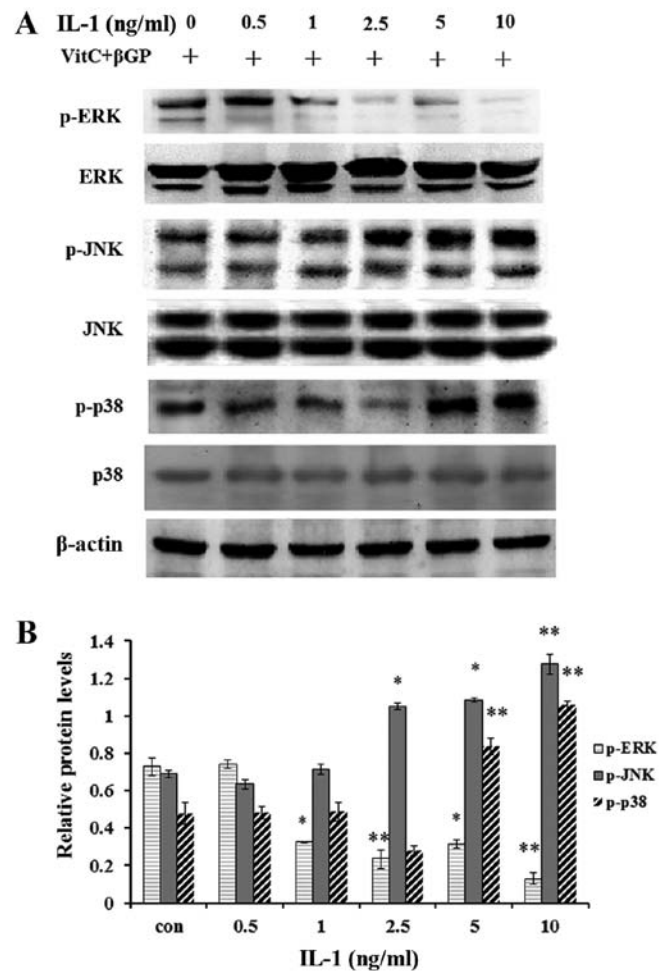 A IL-1 (ng/ml) 0 0.5 1 2.5 5 10
VitC+βGP + + + + + +
p-ERK
ERK
p-JNK
JNK
p-p38
p38
β-actin
B
1.4
1.2
1
0.8
0.6
0.4
0.2
0
Relative protein levels
* ** * * * ** ** ** **
p-ERK
p-JNK
p-p38
con 0.5 1 2.5 5 10
IL-1 (ng/ml)